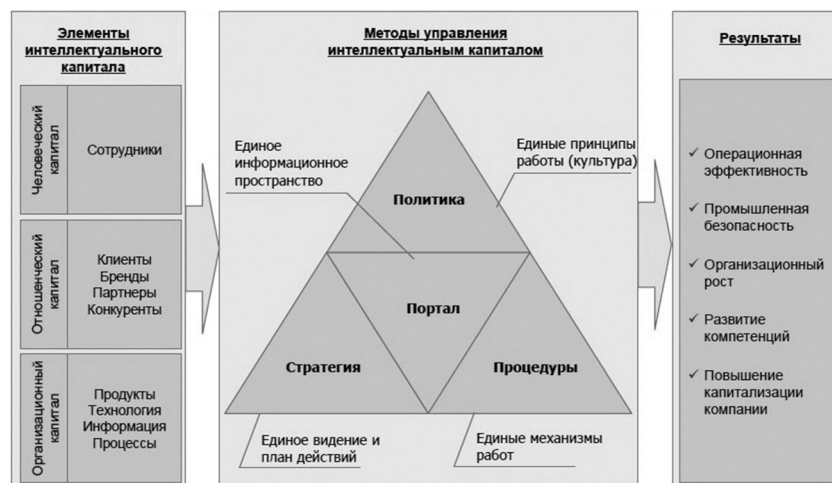 Элементы
интеллектуального
капитала
Человеческий
капитал
Сотрудники
Отношенческий
капитал
Клиенты
Бренды
Партнеры
Конкуренты
Организационный
капитал
Продукты
Технология
Информация
Процессы
Методы управления
интеллектуальным капиталом
Единое
информационное
пространство
Единые принципы
работы (культура)
Политика
Портал
Стратегия
Процедуры
Единое видение и
план действий
Единые механизмы
работ
Результаты
✓ Операционная
эффективность
✓ Промышленная
безопасность
✓ Организационный
рост
✓ Развитие
компетенций
✓ Повышение
капитализации
компании